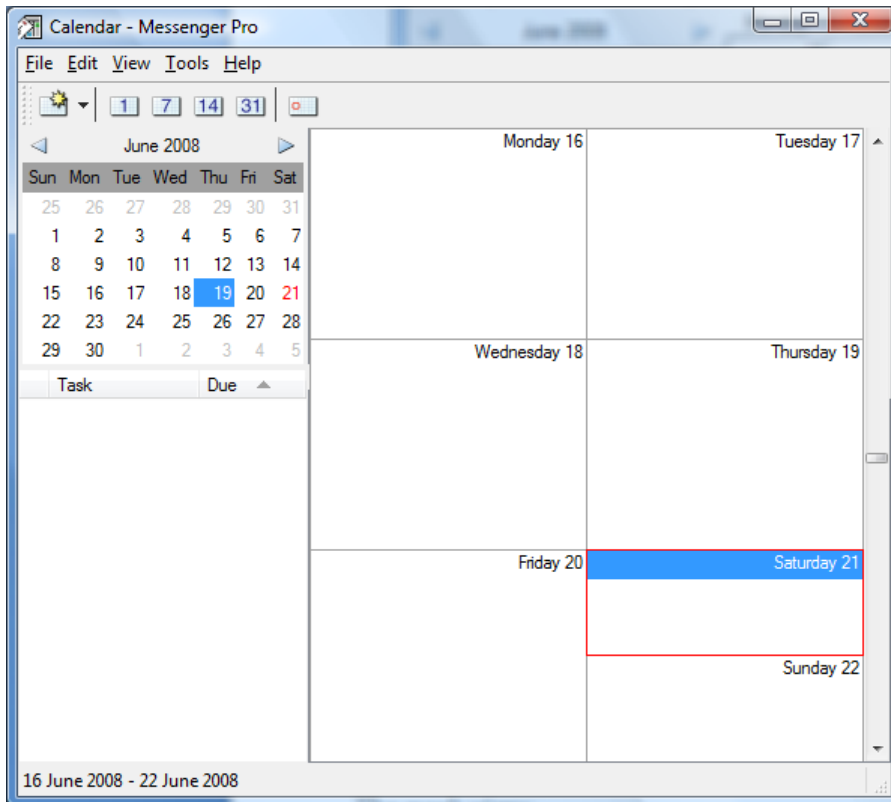 Calendar - Messenger Pro
File Edit View Tools Help
1 7 14 31
June 2008
Sun Mon Tue Wed Thu Fri Sat
25 26 27 28 29 30 31
1 2 3 4 5 6 7
8 9 10 11 12 13 14
15 16 17 18 19 20 21
22 23 24 25 26 27 28
29 30 1 2 3 4 5
Task Due
Monday 16 Tuesday 17
Wednesday 18 Thursday 19
Friday 20 Saturday 21
Sunday 22
16 June 2008 - 22 June 2008